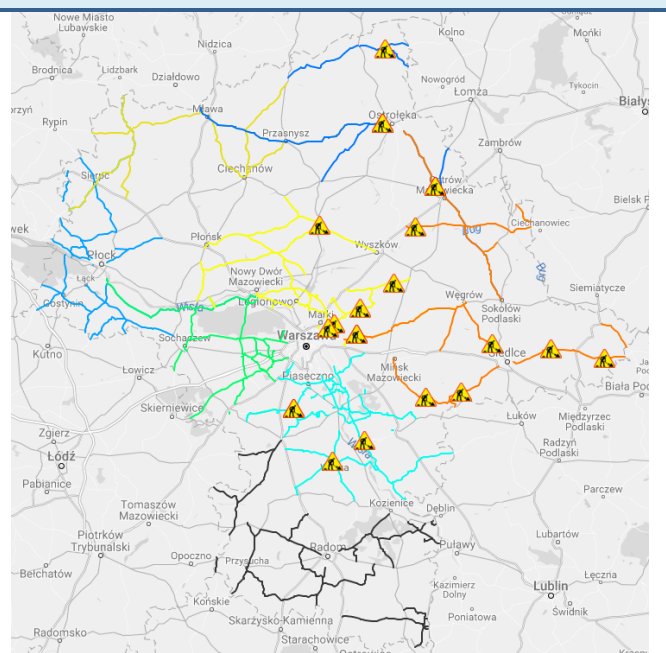 Nowe Miasto
Lubawskie
Nidzica
Kolno
Mońki
Brodnica
Lidzbark
Działdowo
Nowogród
Łomża
Tykocin
Rypin
Mława
Przasnysz
Ostrołęka
Zambrów
Sierpc
Ciechanów
Ostrów
Mazowiecka
Bielsk P
Płońsk
Wyszków
Bug
Ciechanowiec
Płock
Łąck
Nowy Dwór
Mazowiecki
Bug
Siemiatycze
Gostynin
Wisła
Legionowo
Marki
Węgrów
Sokołów
Podlaski
Sochaczew
Warszawa
Siedlce
Kutno
Łowicz
Piaseczno
Mińsk
Mazowiecki
Biała Po
Skierniewice
Łuków
Międzyrzec
Podlaski
Zgierz
Łódź
Radzyń
Podlaski
Pabianice
Tomaszów
Mazowiecki
Kozienice
Dęblin
Parczew
Piotrków
Trybunalski
Opoczno
Przysucha
Radom
Puławy
Lubartów
Bełchatów
Końskie
Kazimierz
Dolny
Lublin
Łęczna
Świdnik
Poniatowa
Radomsko
Skarżysko-Kamienna
Starachowice